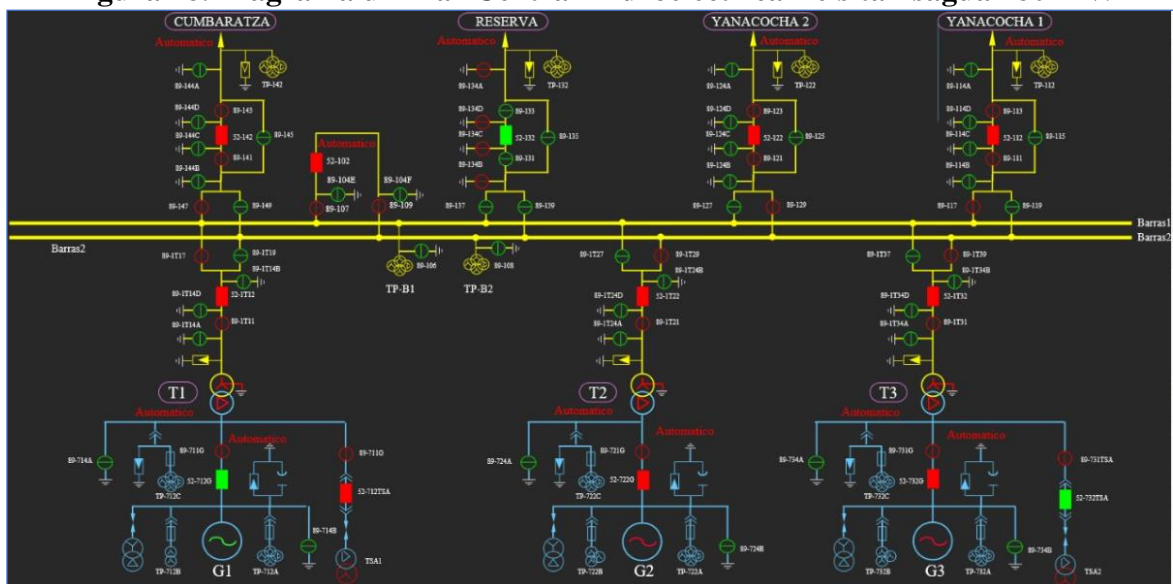 CUMBARATZA
RESERVA
YANACOCHA 2
YANACOCHA 1
Automatico
Automatico
Automatico
Automatico
89-144A
TP-142
89-134A
TP-132
89-124A
TP-122
89-114A
TP-112
89-144D
89-143
89-134D
89-133
89-124D
89-123
89-114D
89-113
89-144C
52-142
89-145
89-134C
52-132
89-135
89-124C
52-122
89-125
89-114C
52-112
89-115
Automatico
52-102
89-144B
89-141
89-134B
89-131
89-124B
89-121
89-114B
89-111
89-104E
89-104F
89-147
89-149
89-107
89-109
89-137
89-139
89-127
89-129
89-117
89-119
Barras1
Barras2
Barras2
89-1T17
89-1T19
89-106
89-108
89-1T27
89-1T29
89-1T37
89-1T39
89-1T14B
89-1T24B
89-1T34B
TP-B1
TP-B2
89-1T14D
52-1T12
89-1T24D
52-1T22
89-1T34D
52-1T32
89-1T14A
89-1T11
89-1T24A
89-1T21
89-1T34A
89-1T31
T1
T2
T3
Automatico
Automatico
Automatico
Automatico
Automatico
Automatico
89-714A
89-711G
89-711G
89-724A
89-721G
89-734A
89-731G
89-731TSA
TP-712C
52-712G
52-712TSA
TP-722C
52-722G
TP-732C
52-732G
52-732TSA
89-714B
89-724B
89-734B
TP-712B
G1
TP-712A
TSA1
TP-722B
G2
TP-722A
TP-732B
G3
TP-732A
TSA2